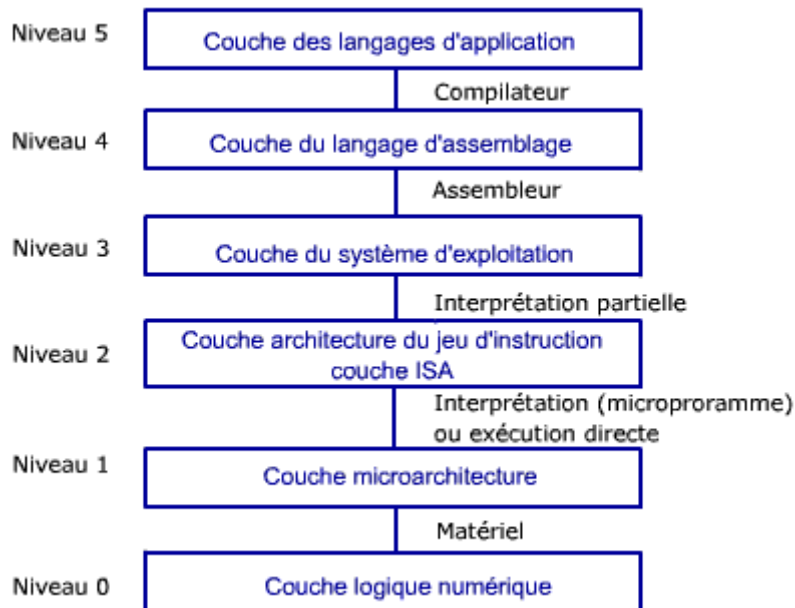 Niveau 5
Couche des langages d'application
Compilateur
Niveau 4
Couche du langage d'assemblage
Assembleur
Niveau 3
Couche du système d'exploitation
Interprétation partielle
Niveau 2
Couche architecture du jeu d'instruction
couche ISA
Interprétation (microproramme)
ou exécution directe
Niveau 1
Couche microarchitecture
Matériel
Niveau 0
Couche logique numérique